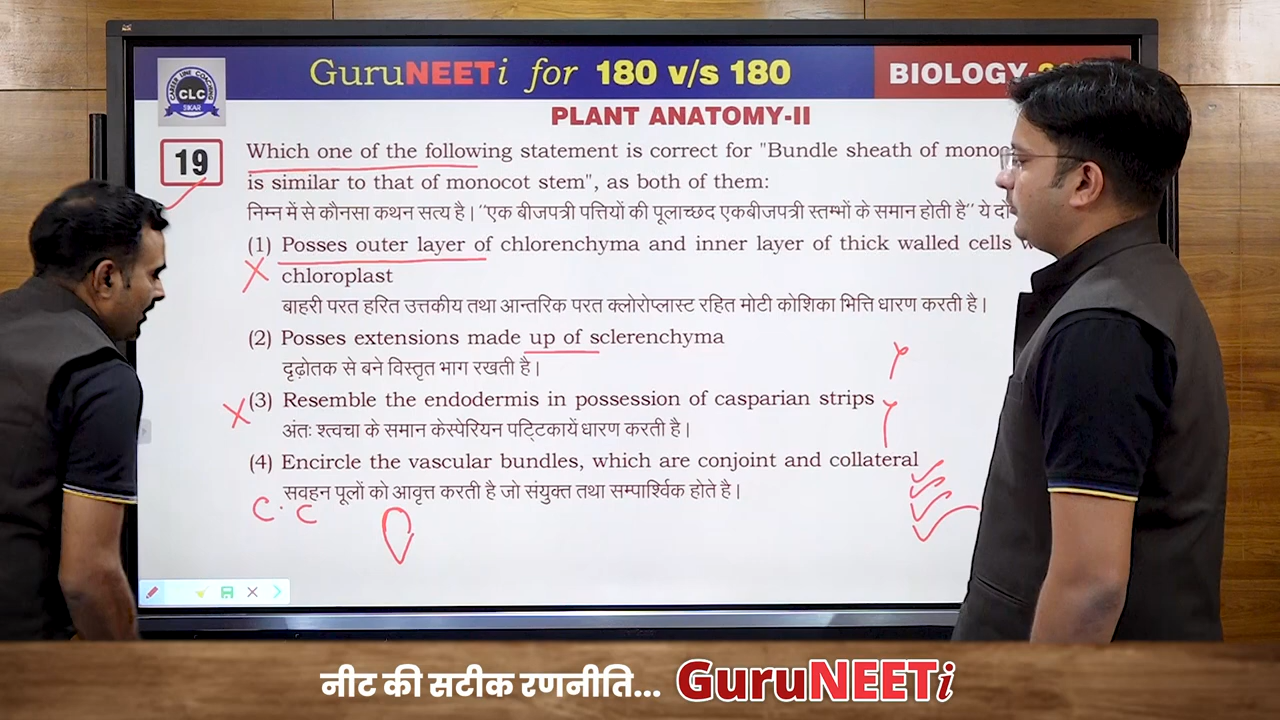 GuruNEETi for 180 v/s 180
BIOLOGY-
CAREER LINE COACHING
CLC
SIKAR
PLANT ANATOMY-II
19
Which one of the following statement is correct for "Bundle sheath of
is similar to that of monocot stem", as both of them:
निम्न में से कौनसा कथन सत्य है। "एक बीजपत्री पत्तियों की पूलाच्छद एकबीजपत्री स्तम्भों के समान होती है" ये
(1) Posses outer layer of chlorenchyma and inner layer of thick walled cells
chloroplast
बाहरी परत हरित उत्तकीय तथा आन्तरिक परत क्लोरोप्लास्ट रहित मोटी कोशिका भित्ति धारण करती है।
(2) Posses extensions made up of sclerenchyma
दृढ़ोतक से बने विस्तृत भाग रखती है।
(3) Resemble the endodermis in possession of casparian strips
अंतः श्त्वचा के समान केस्पेरियन पट्टिकायें धारण करती है।
(4) Encircle the vascular bundles, which are conjoint and collateral
सवहन पूलों को आवृत्त करती है जो संयुक्त तथा सम्पार्श्विक होते है।
C. C
नीट की सटीक रणनीति... GuruNEETi